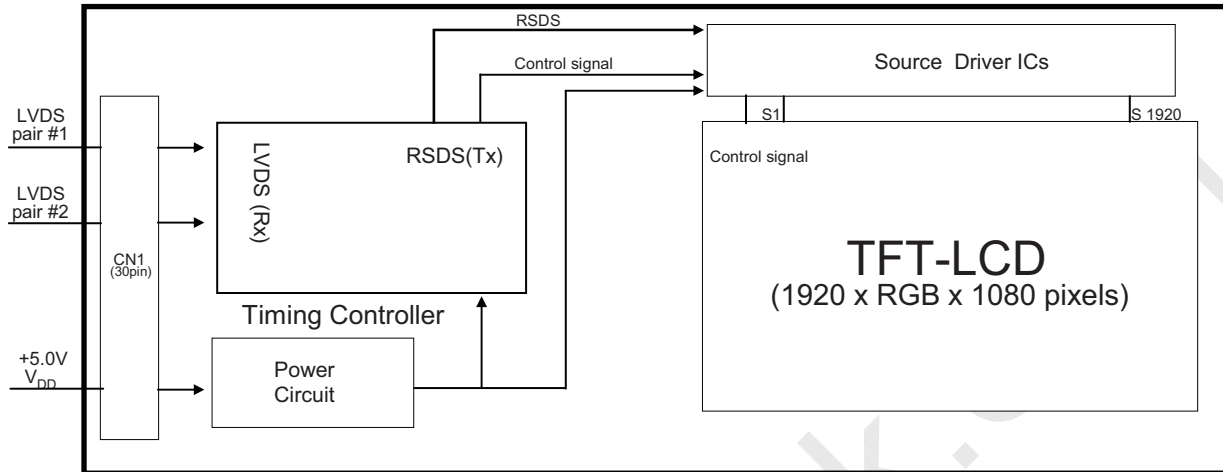 RSDS
Control signal
Source Driver ICs
LVDS
pair #1
S1
S 1920
RSDS(Tx)
LVDS (Rx)
Control signal
LVDS
pair #2
CN1
(30pin)
TFT-LCD
(1920 x RGB x 1080 pixels)
Timing Controller
+5.0V
VDD
Power
Circuit